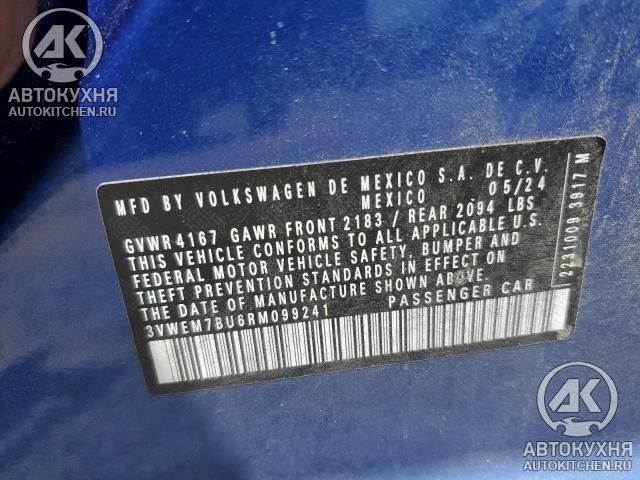 AK
АВТОКУХНЯ
AUTOKITCHEN.RU
MFD BY VOLKSWAGEN DE MEXICO S.A. DE C.V.
MEXICO 05/24
GVWR 4167 GAWR FRONT 2183 / REAR 2094 LBS
THIS VEHICLE CONFORMS TO ALL APPLICABLE U.S.
FEDERAL MOTOR VEHICLE SAFETY, BUMPER AND
THEFT PREVENTION STANDARDS IN EFFECT ON
THE DATE OF MANUFACTURE SHOWN ABOVE.
3VWEM7BU6RM099241 PASSENGER CAR
2731009 9817 M
AK
АВТОКУХНЯ
AUTOKITCHEN.RU